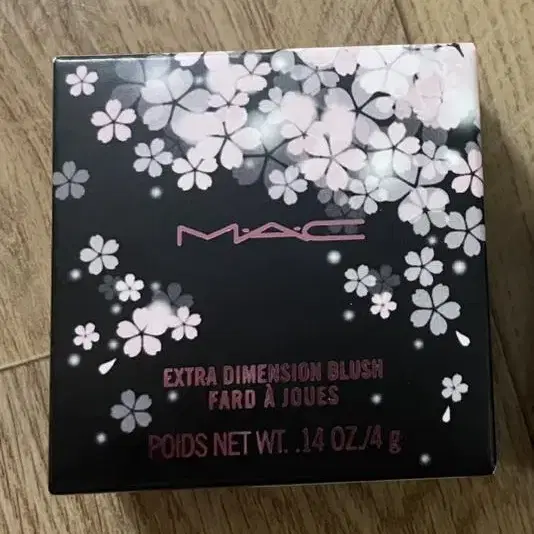 M·A·C
EXTRA DIMENSION BLUSH
FARD À JOUES
POIDS NET WT. .14 OZ./4 g